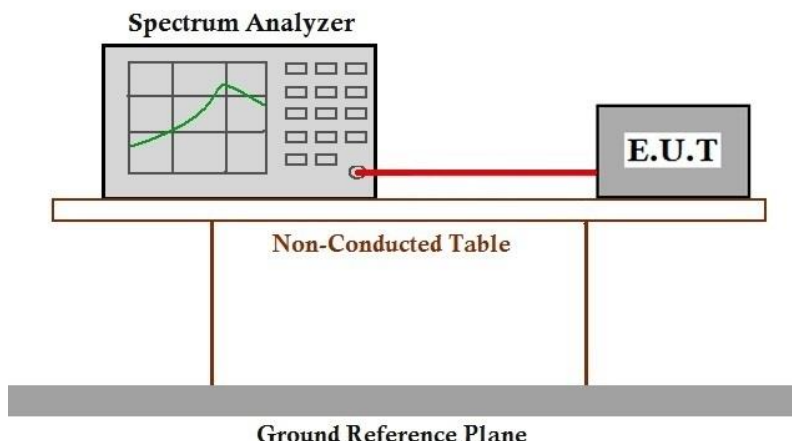 Spectrum Analyzer
E.U.T
Non-Conducted Table
Ground Reference Plane